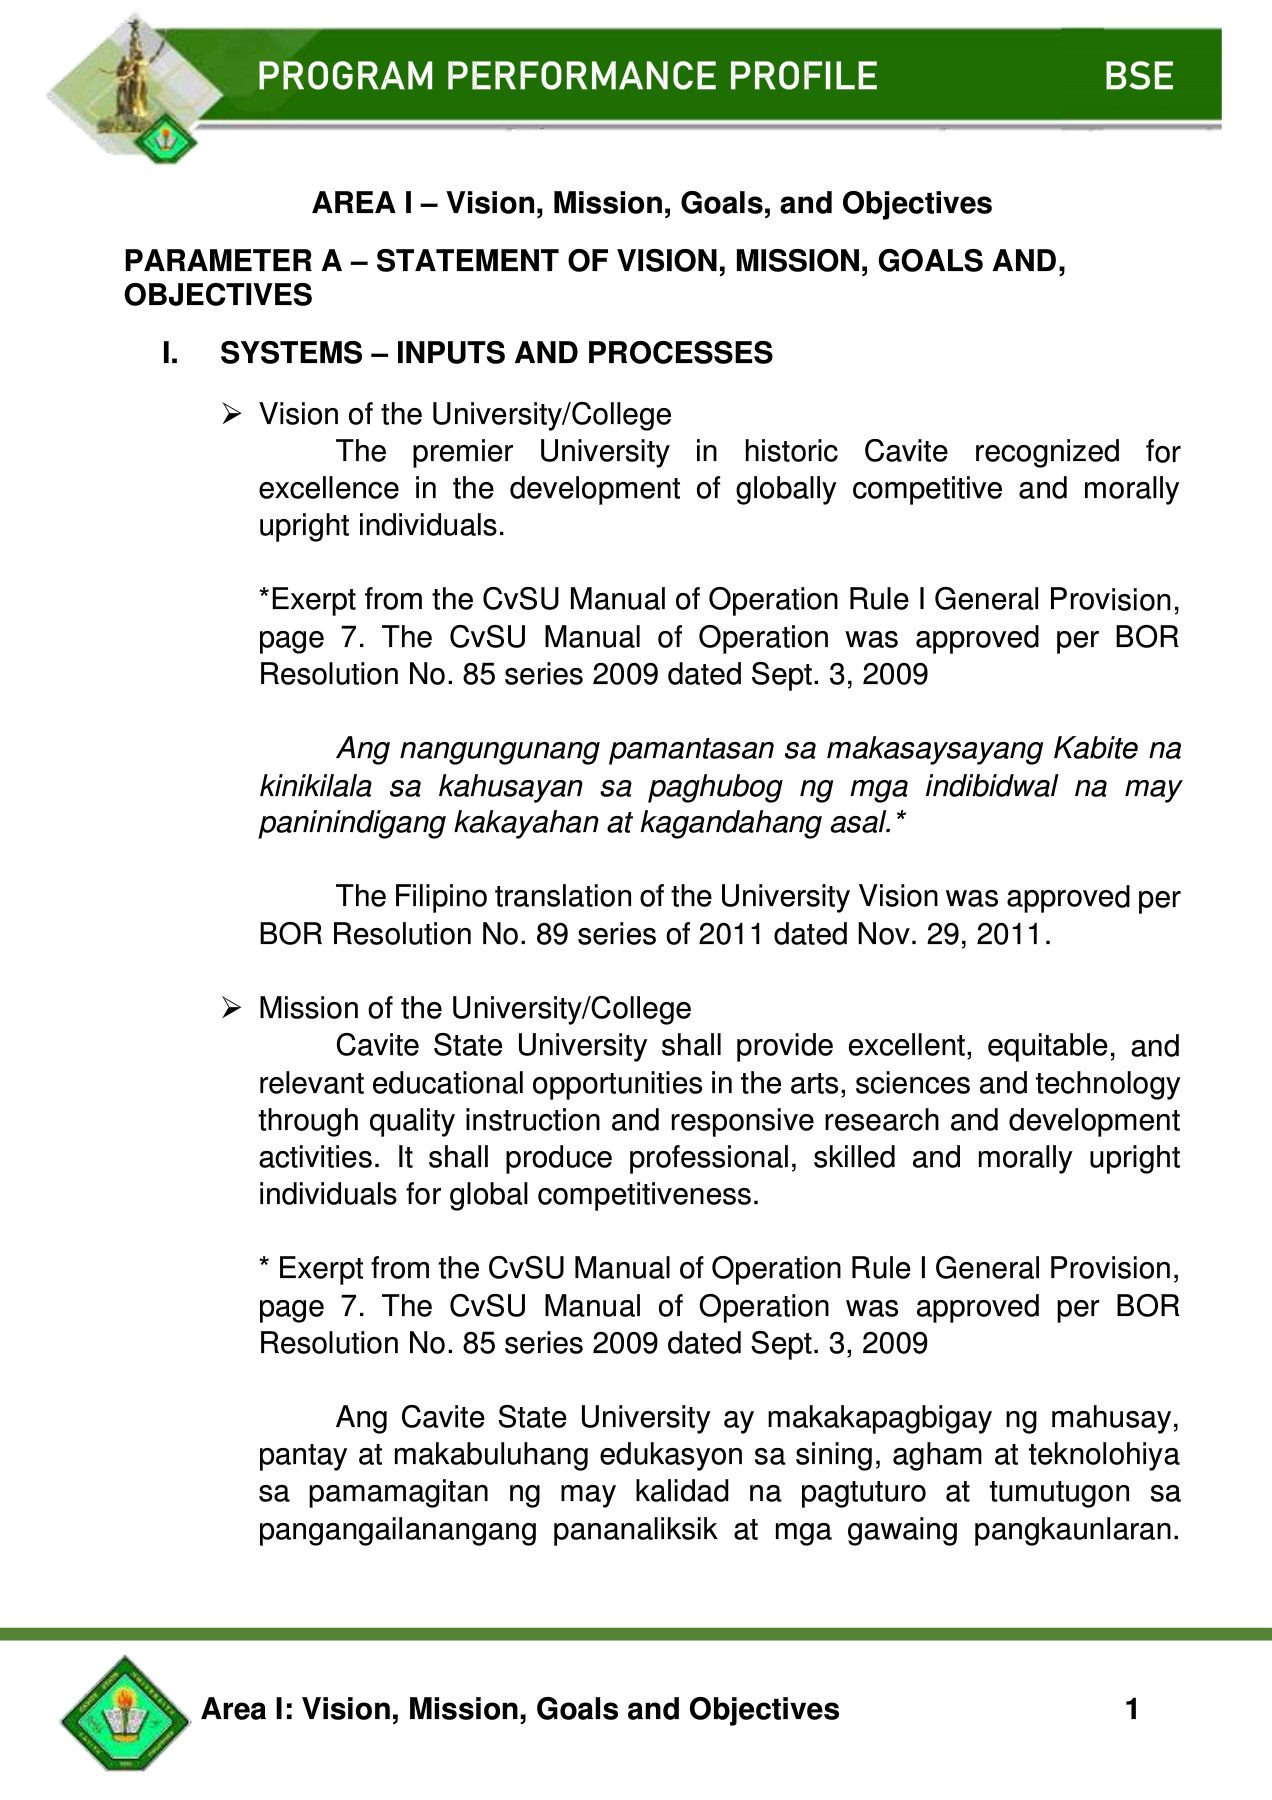 PROGRAM PERFORMANCE PROFILE BSE
AREA I – Vision, Mission, Goals, and Objectives
PARAMETER A – STATEMENT OF VISION, MISSION, GOALS AND,
OBJECTIVES
I. SYSTEMS – INPUTS AND PROCESSES
➢ Vision of the University/College
The premier University in historic Cavite recognized for
excellence in the development of globally competitive and morally
upright individuals.
*Exerpt from the CvSU Manual of Operation Rule I General Provision,
page 7. The CvSU Manual of Operation was approved per BOR
Resolution No. 85 series 2009 dated Sept. 3, 2009
Ang nangungunang pamantasan sa makasaysayang Kabite na
kinikilala sa kahusayan sa paghubog ng mga indibidwal na may
paninindigang kakayahan at kagandahang asal.*
The Filipino translation of the University Vision was approved per
BOR Resolution No. 89 series of 2011 dated Nov. 29, 2011.
➢ Mission of the University/College
Cavite State University shall provide excellent, equitable, and
relevant educational opportunities in the arts, sciences and technology
through quality instruction and responsive research and development
activities. It shall produce professional, skilled and morally upright
individuals for global competitiveness.
* Exerpt from the CvSU Manual of Operation Rule I General Provision,
page 7. The CvSU Manual of Operation was approved per BOR
Resolution No. 85 series 2009 dated Sept. 3, 2009
Ang Cavite State University ay makakapagbigay ng mahusay,
pantay at makabuluhang edukasyon sa sining, agham at teknolohiya
sa pamamagitan ng may kalidad na pagtuturo at tumutugon sa
pangangailanangang pananaliksik at mga gawaing pangkaunlaran.
Area I: Vision, Mission, Goals and Objectives 1